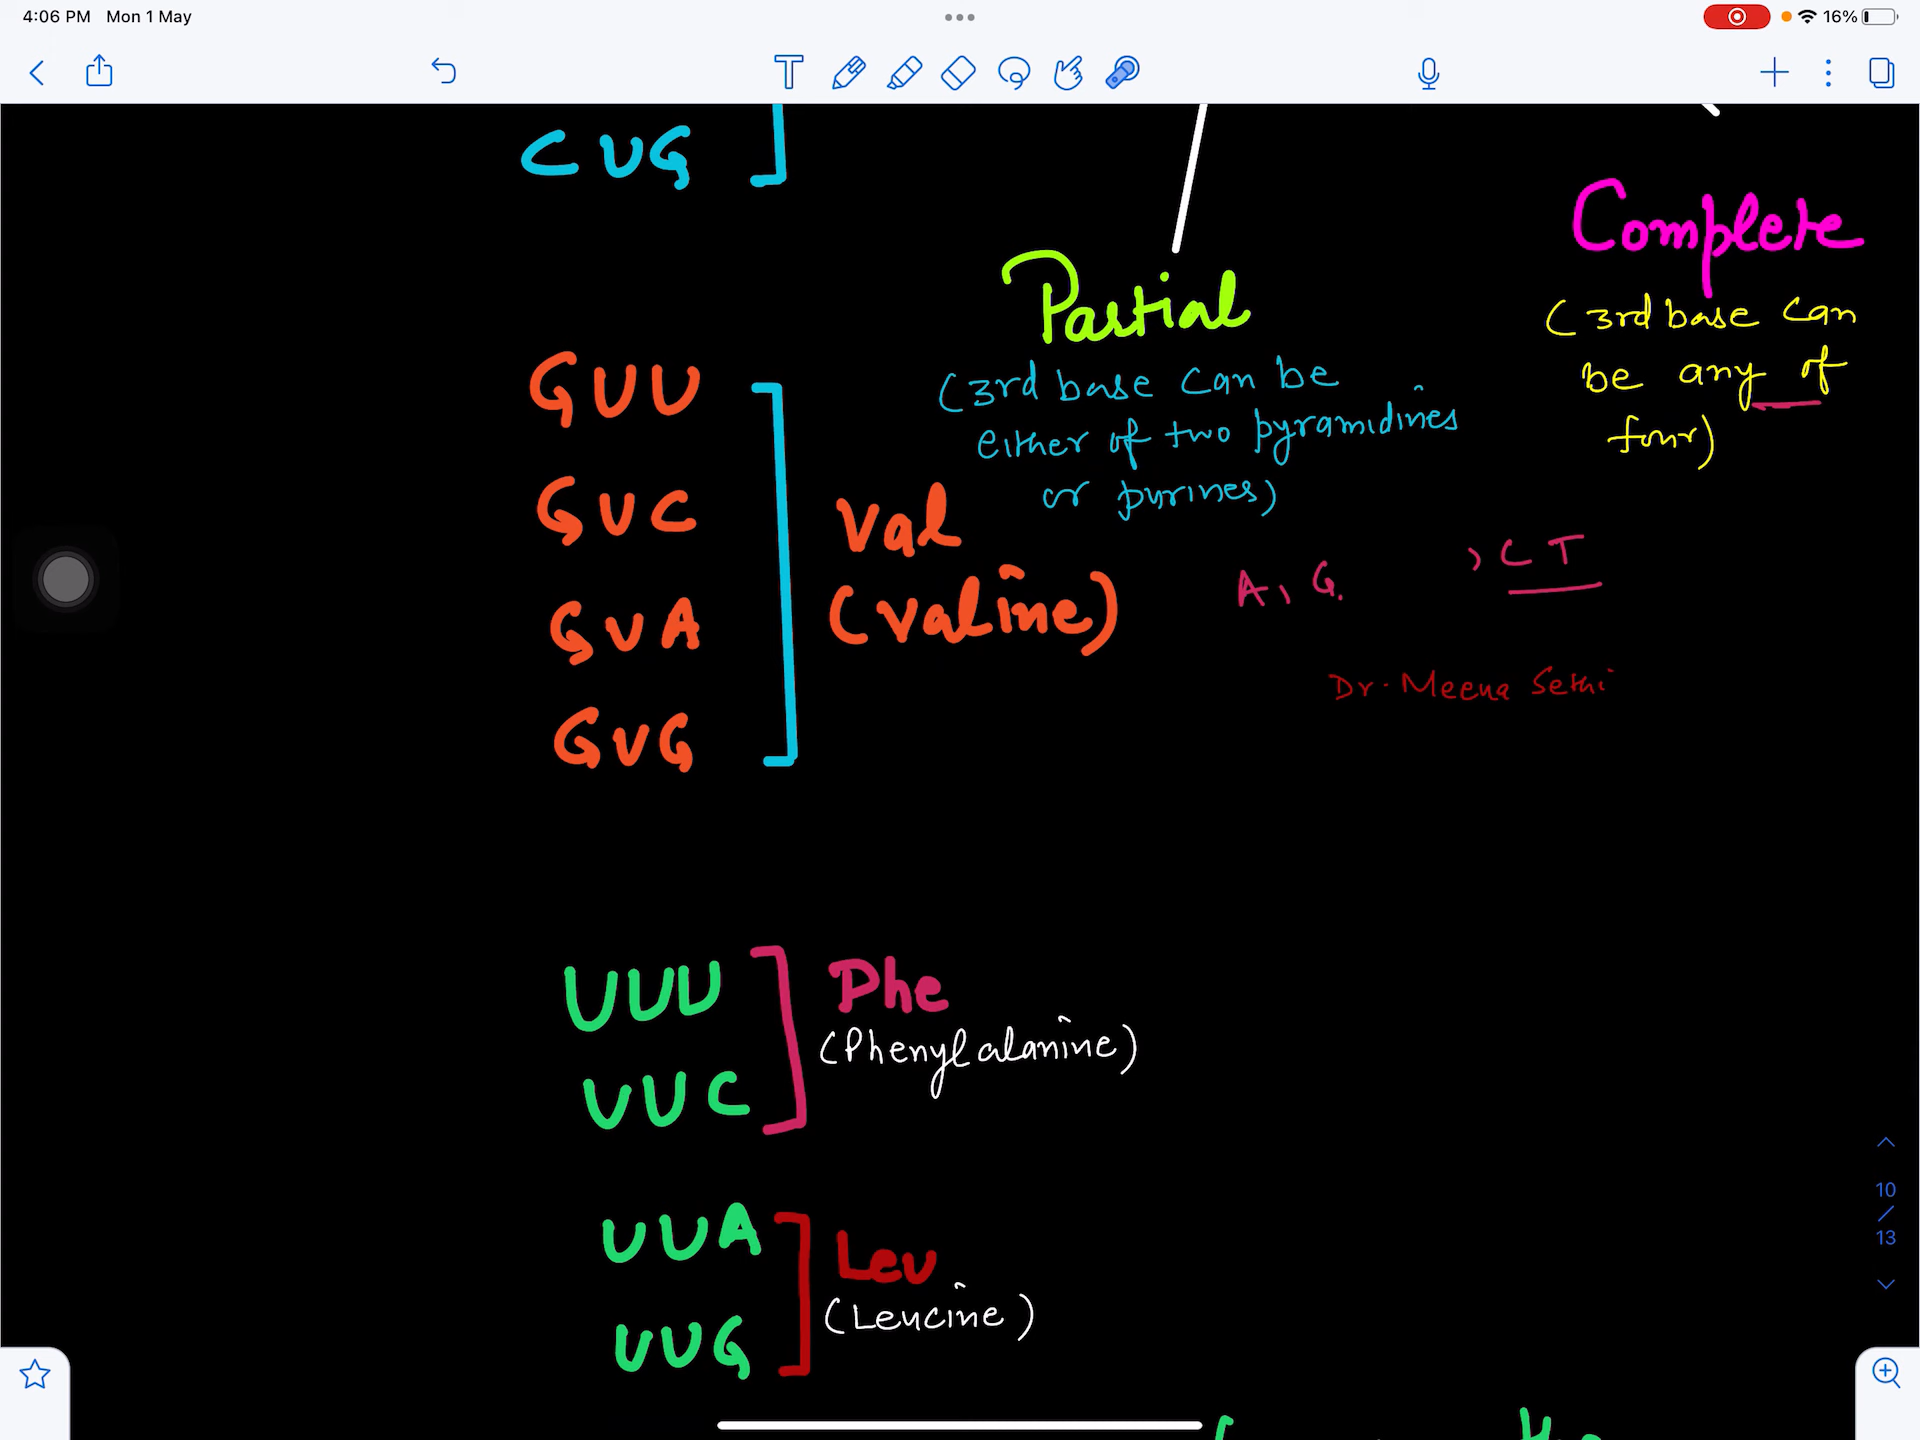 4:06 PM Mon 1 May
16%
CUG
Complete
Partial
(3rd base can
be any of
four)
(3rd base can be
either of two pyramidines
or purines)
GUU
GUC
GUA
GUG
Val
(valine)
A, G.
, C T
Dr. Meena Sethi
UUU
UUC
Phe
(Phenylalanine)
UUA
UUG
Leu
(Leucine)
10
/
13